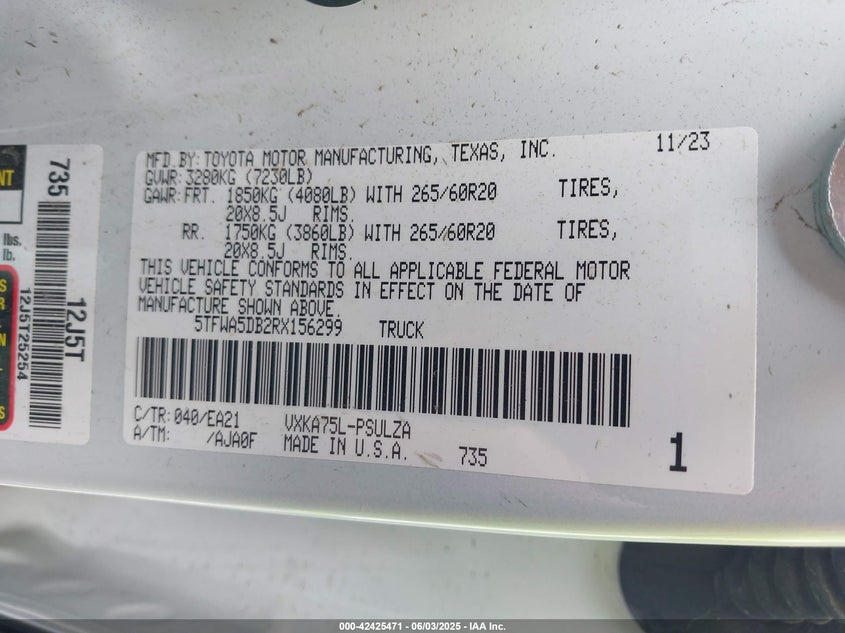 MFD.BY: TOYOTA MOTOR MANUFACTURING, TEXAS, INC. 11/23
GVWR: 3280KG (7230LB)
GAWR: FRT. 1850KG (4080LB) WITH 265/60R20 TIRES,
20X8.5J RIMS.
RR. 1750KG (3860LB) WITH 265/60R20 TIRES,
20X8.5J RIMS.
THIS VEHICLE CONFORMS TO ALL APPLICABLE FEDERAL MOTOR
VEHICLE SAFETY STANDARDS IN EFFECT ON THE DATE OF
MANUFACTURE SHOWN ABOVE.
5TFWA5DB2RX156299 TRUCK
C/TR: 040/EA21 VXKA75L-PSULZA
A/TM: /AJA0F MADE IN U.S.A. 735 1
735
12J5T
12J5T25254
NT
lbs.
lb.
000-42425471 - 06/03/2025 - IAA Inc.